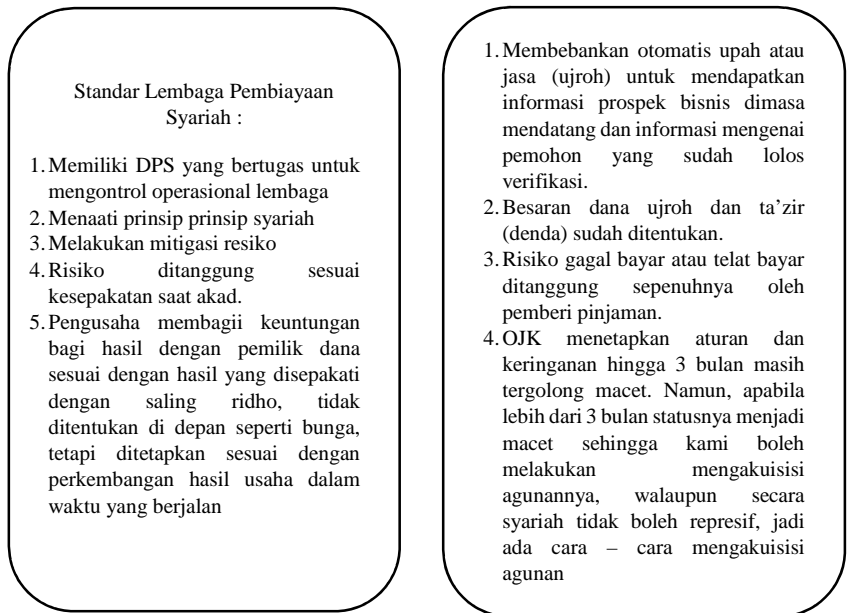 Standar Lembaga Pembiayaan
Syariah :
1. Memiliki DPS yang bertugas untuk
mengontrol operasional lembaga
2. Menaati prinsip prinsip syariah
3. Melakukan mitigasi resiko
4. Risiko ditanggung sesuai
kesepakatan saat akad.
5. Pengusaha membagii keuntungan
bagi hasil dengan pemilik dana
sesuai dengan hasil yang disepakati
dengan saling ridho, tidak
ditentukan di depan seperti bunga,
tetapi ditetapkan sesuai dengan
perkembangan hasil usaha dalam
waktu yang berjalan
1. Membebankan otomatis upah atau
jasa (ujroh) untuk mendapatkan
informasi prospek bisnis dimasa
mendatang dan informasi mengenai
pemohon yang sudah lolos
verifikasi.
2. Besaran dana ujroh dan ta’zir
(denda) sudah ditentukan.
3. Risiko gagal bayar atau telat bayar
ditanggung sepenuhnya oleh
pemberi pinjaman.
4. OJK menetapkan aturan dan
keringanan hingga 3 bulan masih
tergolong macet. Namun, apabila
lebih dari 3 bulan statusnya menjadi
macet sehingga kami boleh
melakukan mengakuisisi
agunannya, walaupun secara
syariah tidak boleh represif, jadi
ada cara – cara mengakuisisi
agunan